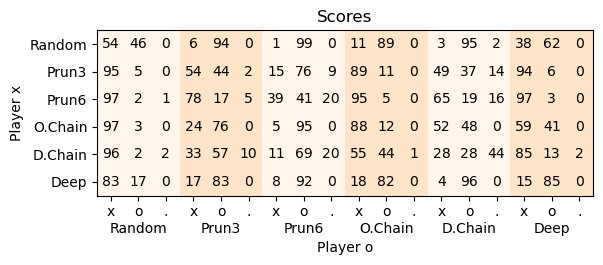 Scores
Random 54 46 0 6 94 0 1 99 0 11 89 0 3 95 2 38 62 0
Prun3 95 5 0 54 44 2 15 76 9 89 11 0 49 37 14 94 6 0
Prun6 97 2 1 78 17 5 39 41 20 95 5 0 65 19 16 97 3 0
O.Chain 97 3 0 24 76 0 5 95 0 88 12 0 52 48 0 59 41 0
D.Chain 96 2 2 33 57 10 11 69 20 55 44 1 28 28 44 85 13 2
Deep 83 17 0 17 83 0 8 92 0 18 82 0 4 96 0 15 85 0
Player x
x o . x o . x o . x o . x o . x o .
Random Prun3 Prun6 O.Chain D.Chain Deep
Player o